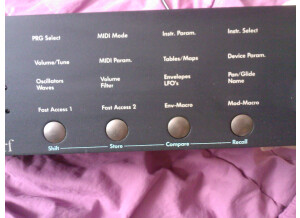 PRG Select MIDI Mode Instr. Param. Instr. Select
Volume/Tune MIDI Param. Tables/Maps Device Param.
Oscillators Volume Envelopes Pan/Glide
Waves Filter LFO's Name
Fast Access 1 Fast Access 2 Env-Macro Mod-Macro
Shift Store Compare Recall